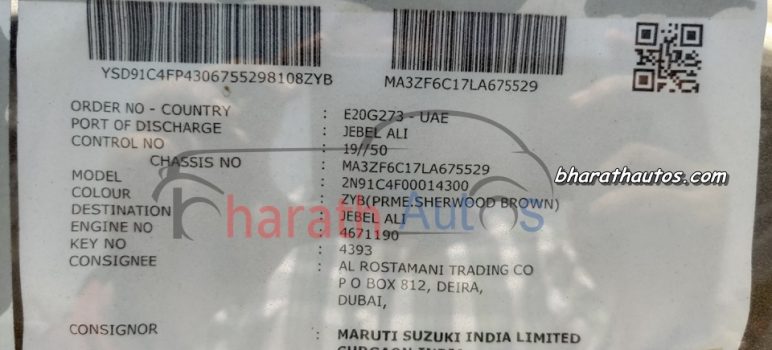 YSD91C4FP4306755298108ZYB
MA3ZF6C17LA675529
ORDER NO - COUNTRY : E20G273 - UAE
PORT OF DISCHARGE : JEBEL ALI
CONTROL NO : 19//50
CHASSIS NO : MA3ZF6C17LA675529
MODEL : 2N91C4F00014300
COLOUR : ZYB(PRME.SHERWOOD BROWN)
DESTINATION : JEBEL ALI
ENGINE NO : 4671190
KEY NO : 4393
CONSIGNEE : AL ROSTAMANI TRADING CO
P O BOX 812, DEIRA,
DUBAI,
CONSIGNOR : MARUTI SUZUKI INDIA LIMITED
bharathautos.com
Bharath Autos